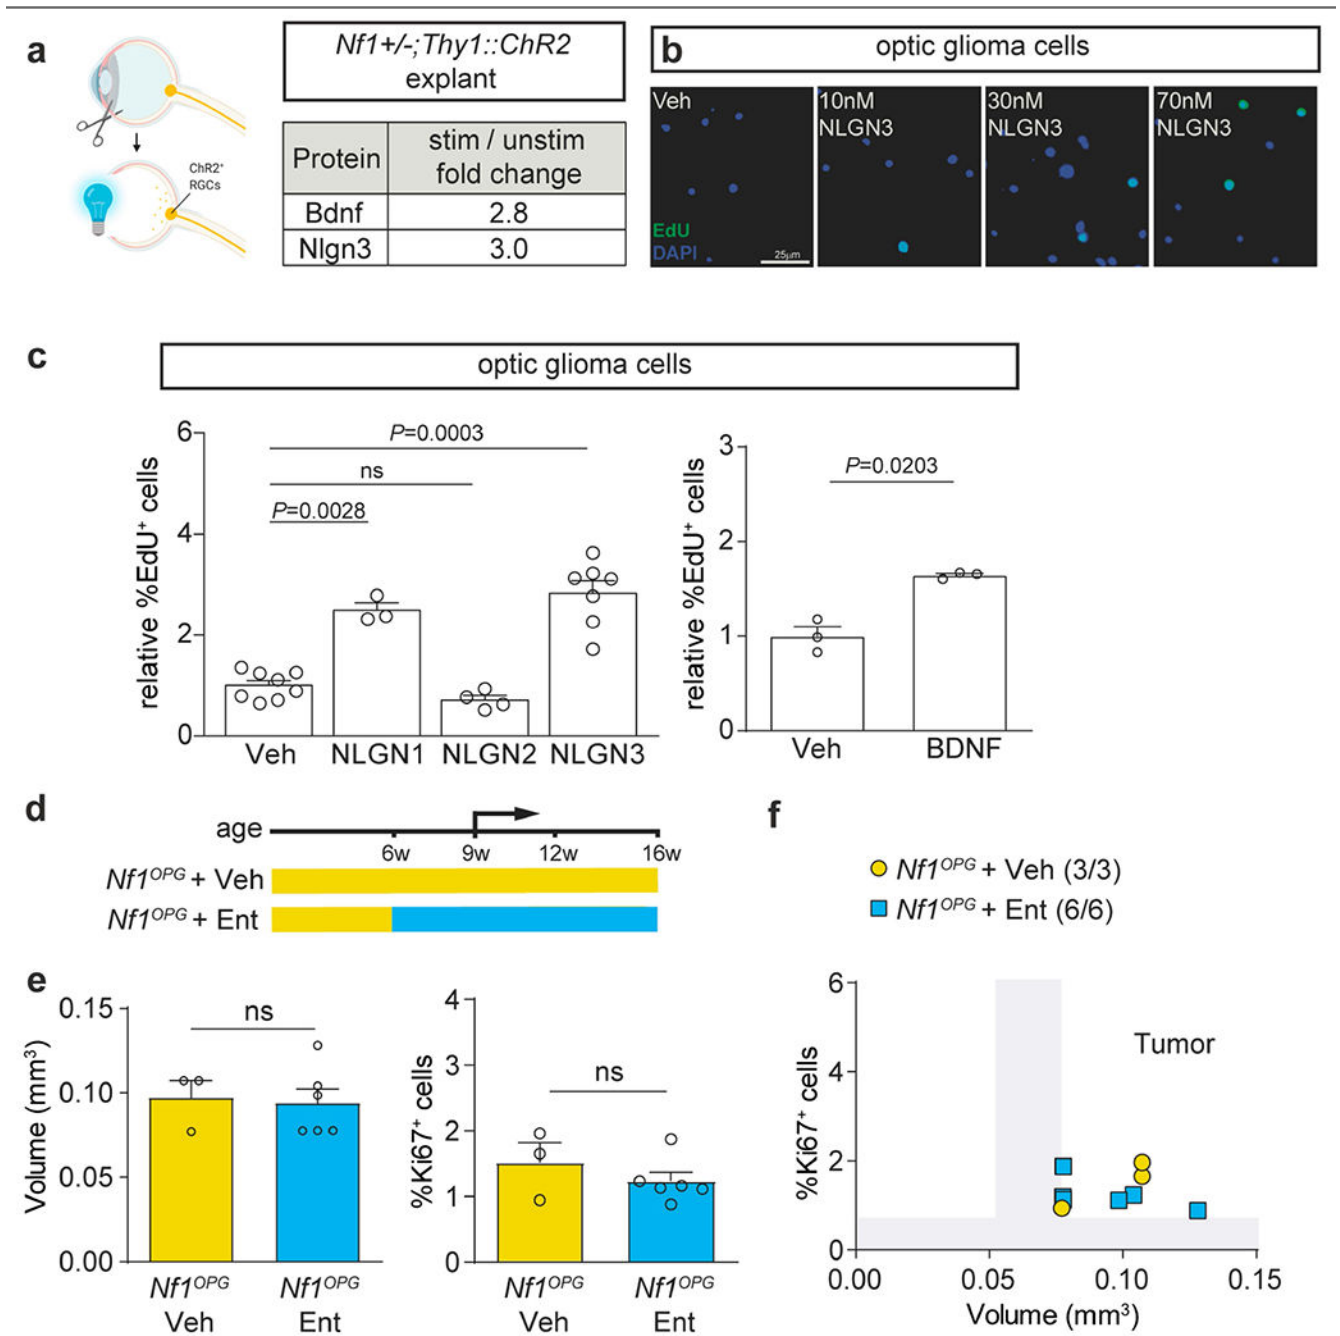 a
Nf1+/-;Thy1::ChR2
explant
ChR2⁺
RGCs
Protein
stim / unstim
fold change
Bdnf 2.8
Nlgn3 3.0
b
optic glioma cells
Veh
EdU
DAPI
25µm
10nM
NLGN3
30nM
NLGN3
70nM
NLGN3
c
optic glioma cells
relative %EdU⁺ cells
6
4
2
0
P=0.0003
ns
P=0.0028
Veh NLGN1 NLGN2 NLGN3
relative %EdU⁺ cells
3
2
1
0
P=0.0203
Veh BDNF
d
age
6w 9w 12w 16w
Nf1ᴼᴾᴳ + Veh
Nf1ᴼᴾᴳ + Ent
e
Volume (mm³)
0.15
0.10
0.05
0.00
ns
Nf1ᴼᴾᴳ Nf1ᴼᴾᴳ
Veh Ent
%Ki67⁺ cells
4
3
2
1
0
ns
Nf1ᴼᴾᴳ Nf1ᴼᴾᴳ
Veh Ent
f
Nf1ᴼᴾᴳ + Veh (3/3)
Nf1ᴼᴾᴳ + Ent (6/6)
%Ki67⁺ cells
6
4
2
0
Tumor
0.00 0.05 0.10 0.15
Volume (mm³)